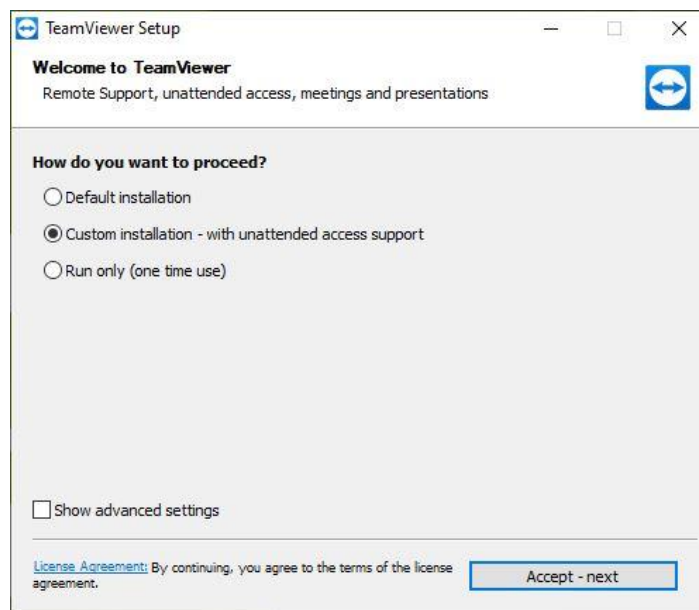 TeamViewer Setup
Welcome to TeamViewer
Remote Support, unattended access, meetings and presentations
How do you want to proceed?
Default installation
Custom installation - with unattended access support
Run only (one time use)
Show advanced settings
License Agreement: By continuing, you agree to the terms of the license
agreement.
Accept - next